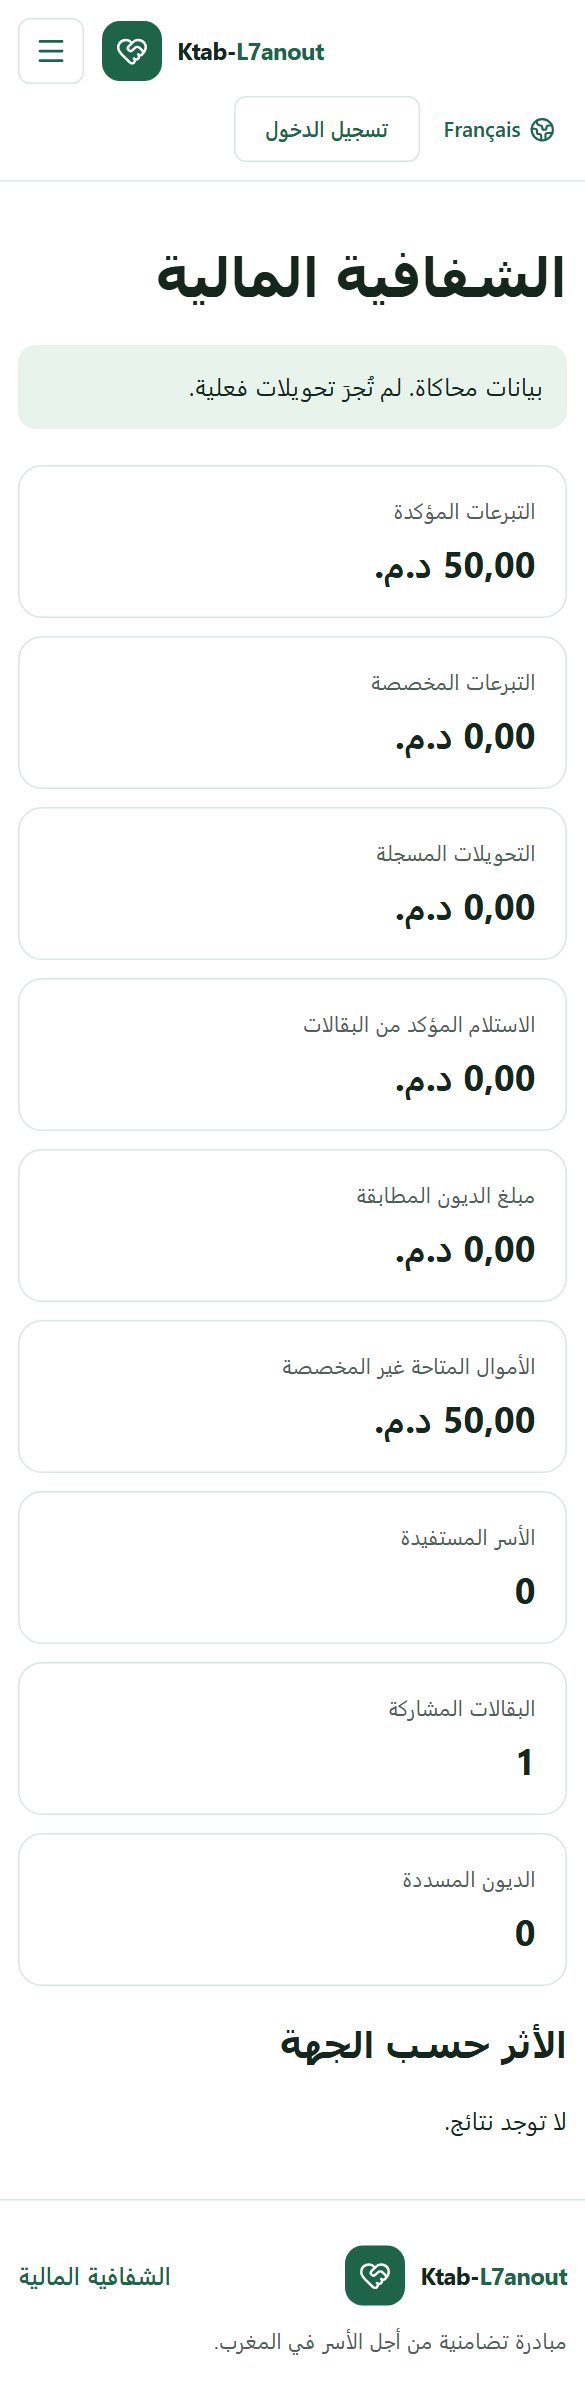 Ktab-L7anout
Français
تسجيل الدخول
الشفافية المالية
بيانات محاكاة. لم تُجرَ تحويلات فعلية.
التبرعات المؤكدة
50,00 د.م.
التبرعات المخصصة
0,00 د.م.
التحويلات المسجلة
0,00 د.م.
الاستلام المؤكد من البقالات
0,00 د.م.
مبلغ الديون المطابقة
0,00 د.م.
الأموال المتاحة غير المخصصة
50,00 د.م.
الأسر المستفيدة
0
البقالات المشاركة
1
الديون المسددة
0
الأثر حسب الجهة
لا توجد نتائج.
Ktab-L7anout
الشفافية المالية
مبادرة تضامنية من أجل الأسر في المغرب.